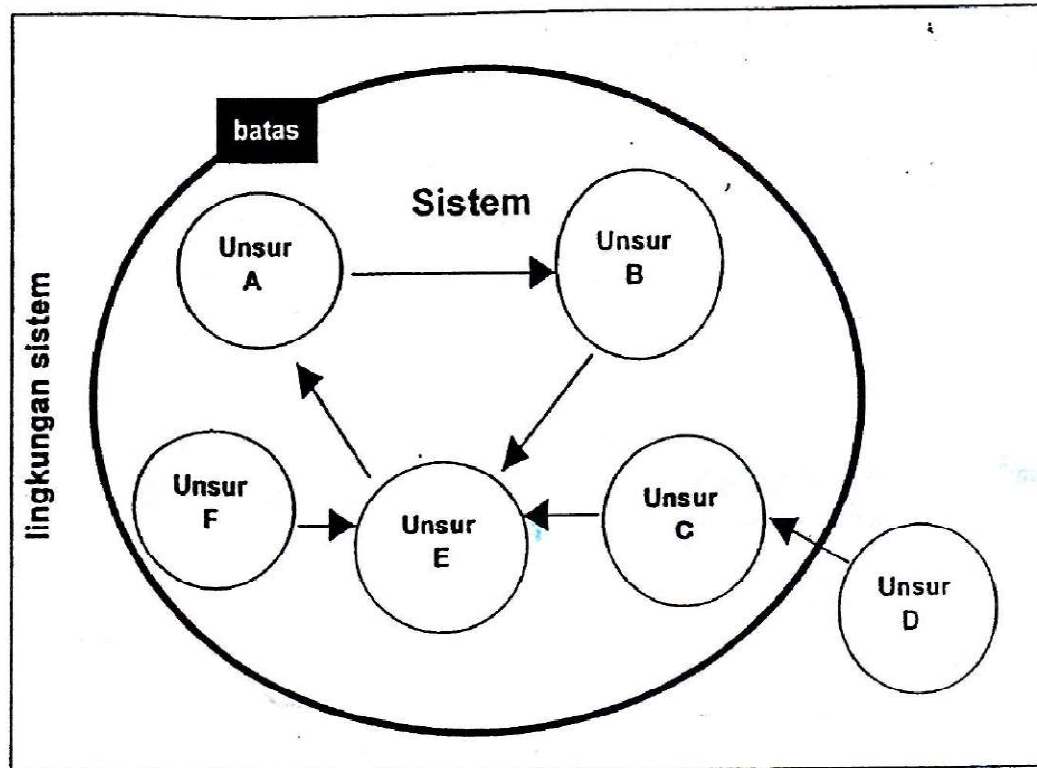 batas
Sistem
Unsur
A
Unsur
B
lingkungan sistem
Unsur
F
Unsur
E
Unsur
C
Unsur
D